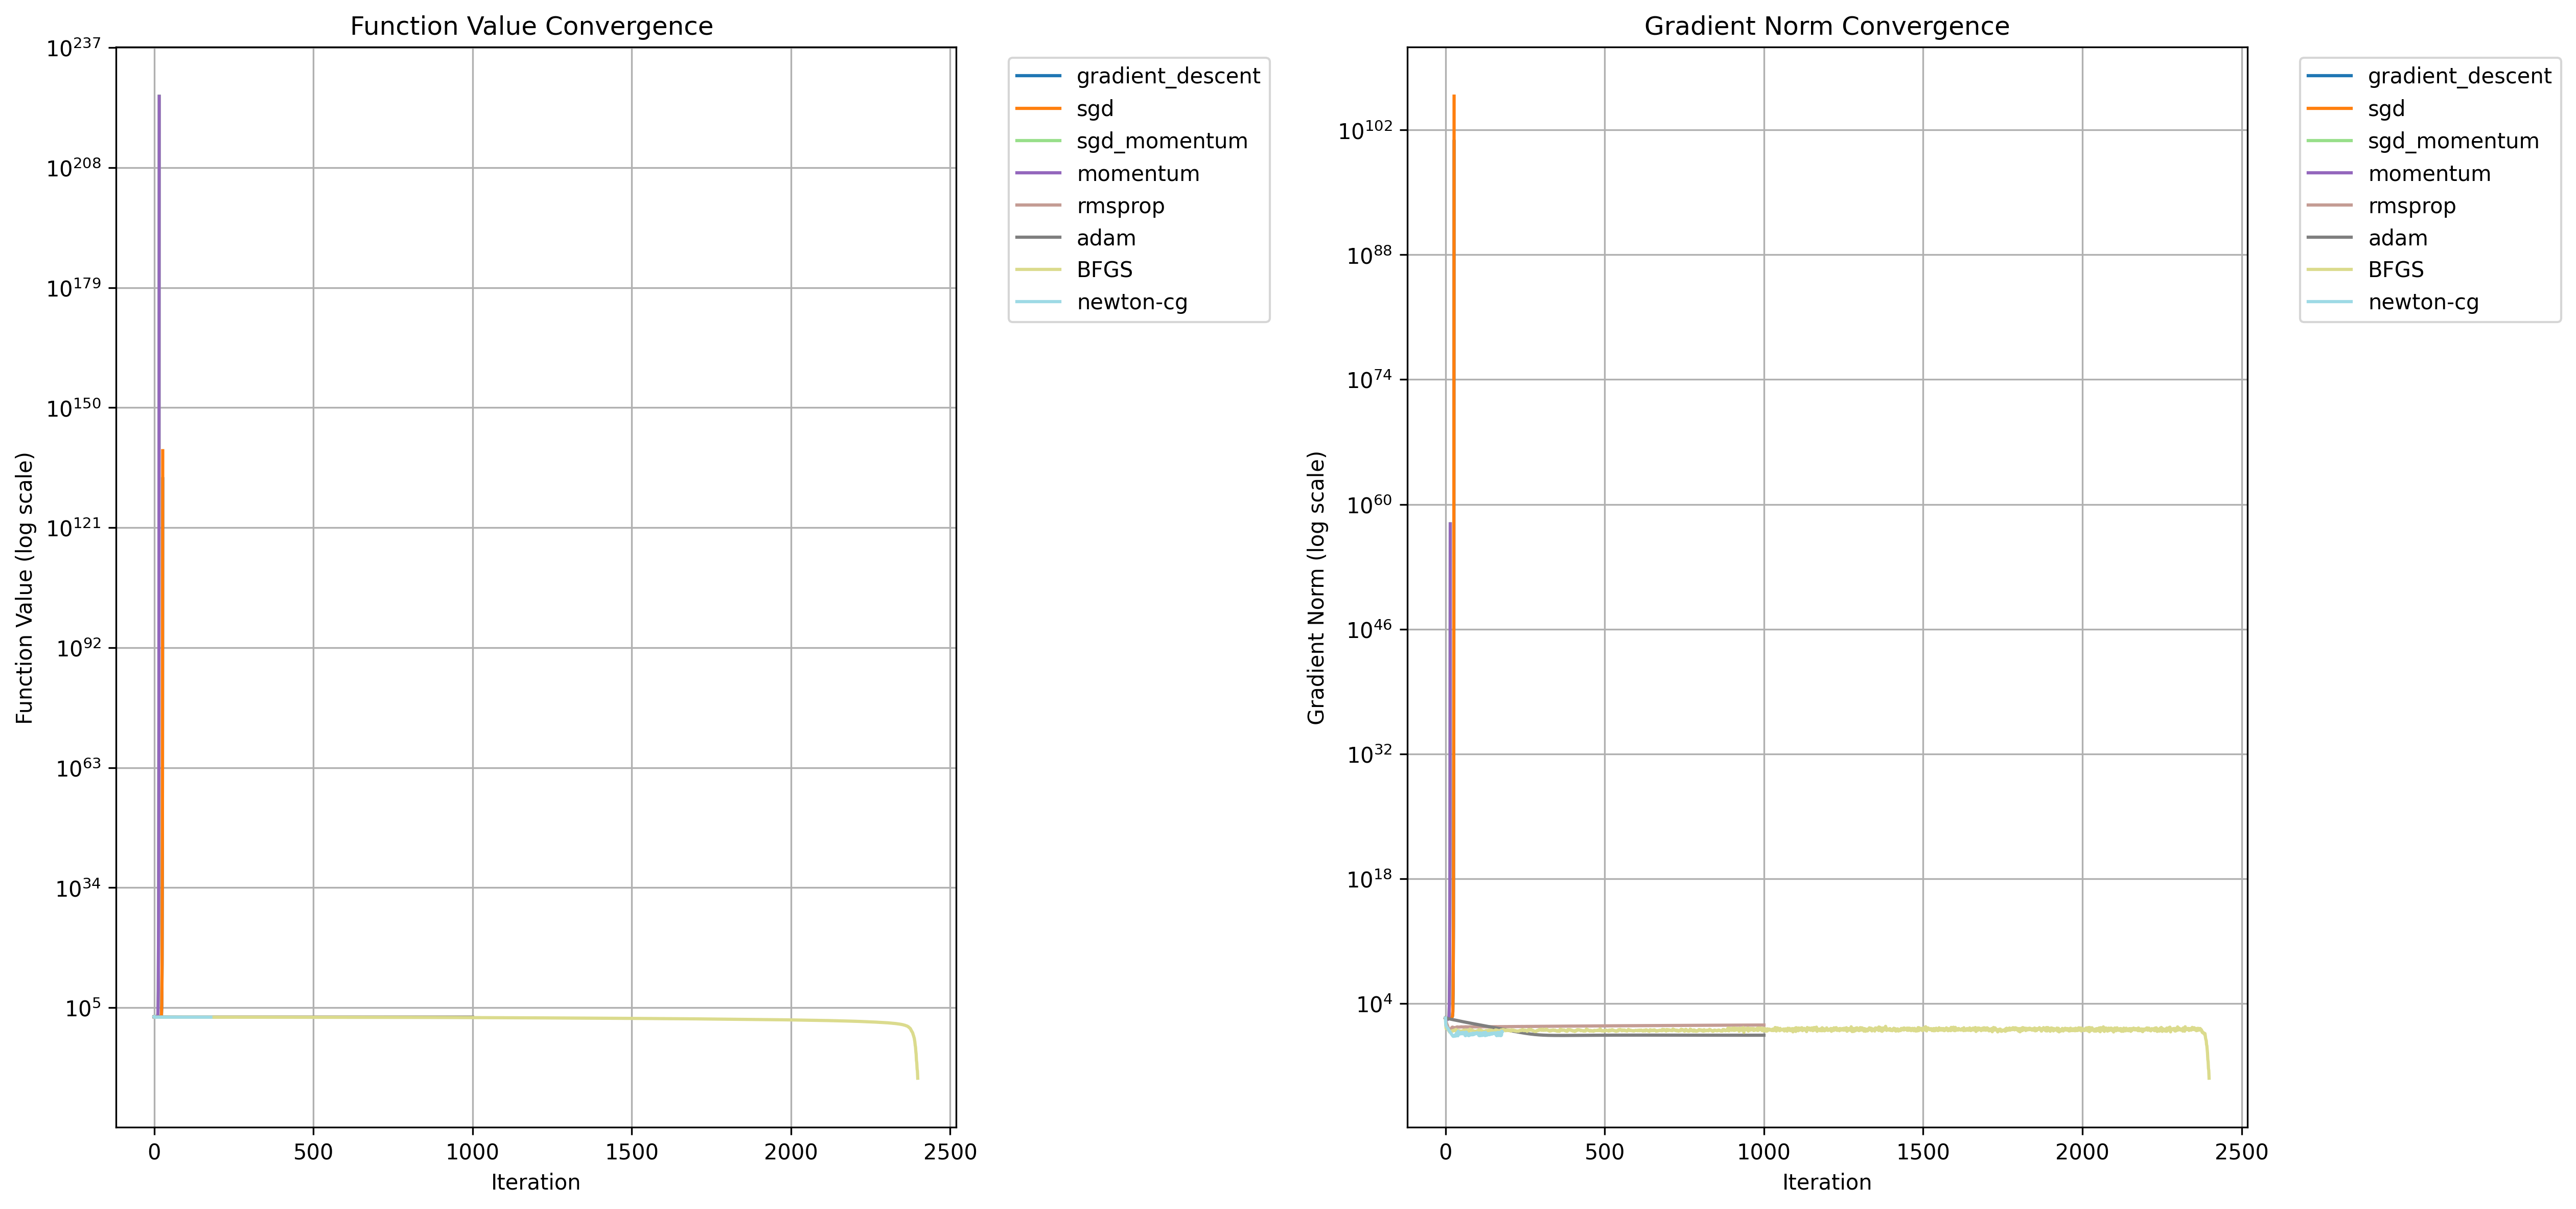 Function Value Convergence
Function Value (log scale)
10^237
10^208
10^179
10^150
10^121
10^92
10^63
10^34
10^5
0 500 1000 1500 2000 2500
Iteration
gradient_descent
sgd
sgd_momentum
momentum
rmsprop
adam
BFGS
newton-cg
Gradient Norm Convergence
Gradient Norm (log scale)
10^102
10^88
10^74
10^60
10^46
10^32
10^18
10^4
0 500 1000 1500 2000 2500
Iteration
gradient_descent
sgd
sgd_momentum
momentum
rmsprop
adam
BFGS
newton-cg